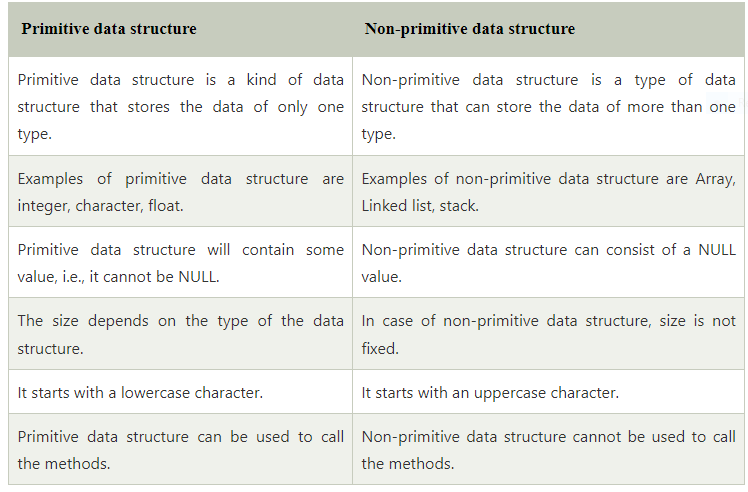 Primitive data structure
Non-primitive data structure
Primitive data structure is a kind of data
structure that stores the data of only one
type.
Non-primitive data structure is a type of data
structure that can store the data of more than one
type.
Examples of primitive data structure are
integer, character, float.
Examples of non-primitive data structure are Array,
Linked list, stack.
Primitive data structure will contain some
value, i.e., it cannot be NULL.
Non-primitive data structure can consist of a NULL
value.
The size depends on the type of the data
structure.
In case of non-primitive data structure, size is not
fixed.
It starts with a lowercase character.
It starts with an uppercase character.
Primitive data structure can be used to call
the methods.
Non-primitive data structure cannot be used to call
the methods.